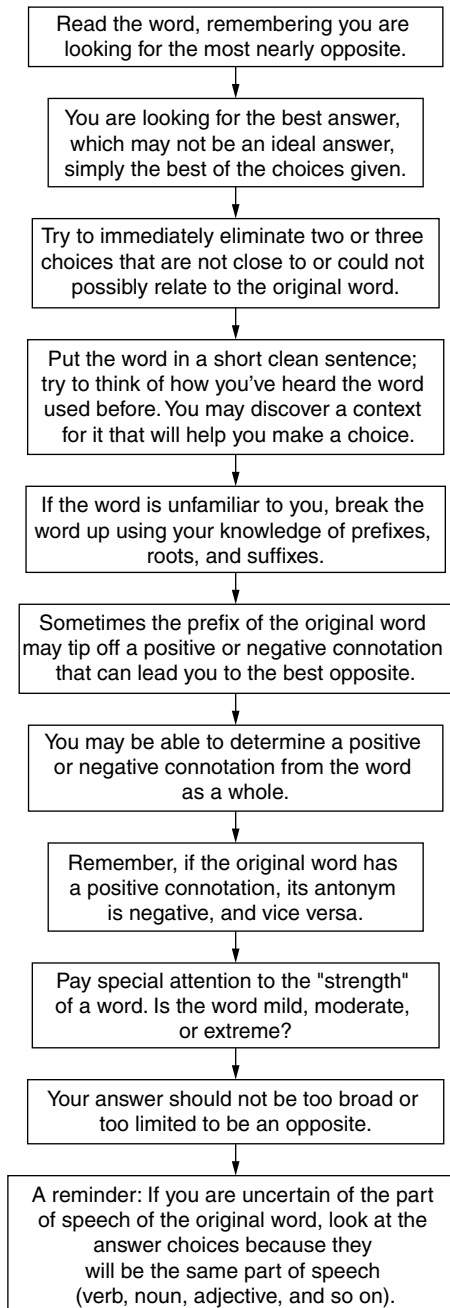 Read the word, remembering you are
looking for the most nearly opposite.
You are looking for the best answer,
which may not be an ideal answer,
simply the best of the choices given.
Try to immediately eliminate two or three
choices that are not close to or could not
possibly relate to the original word.
Put the word in a short clean sentence;
try to think of how you've heard the word
used before. You may discover a context
for it that will help you make a choice.
If the word is unfamiliar to you, break the
word up using your knowledge of prefixes,
roots, and suffixes.
Sometimes the prefix of the original word
may tip off a positive or negative connotation
that can lead you to the best opposite.
You may be able to determine a positive
or negative connotation from the word
as a whole.
Remember, if the original word has
a positive connotation, its antonym
is negative, and vice versa.
Pay special attention to the "strength"
of a word. Is the word mild, moderate,
or extreme?
Your answer should not be too broad or
too limited to be an opposite.
A reminder: If you are uncertain of the part
of speech of the original word, look at the
answer choices because they
will be the same part of speech
(verb, noun, adjective, and so on).